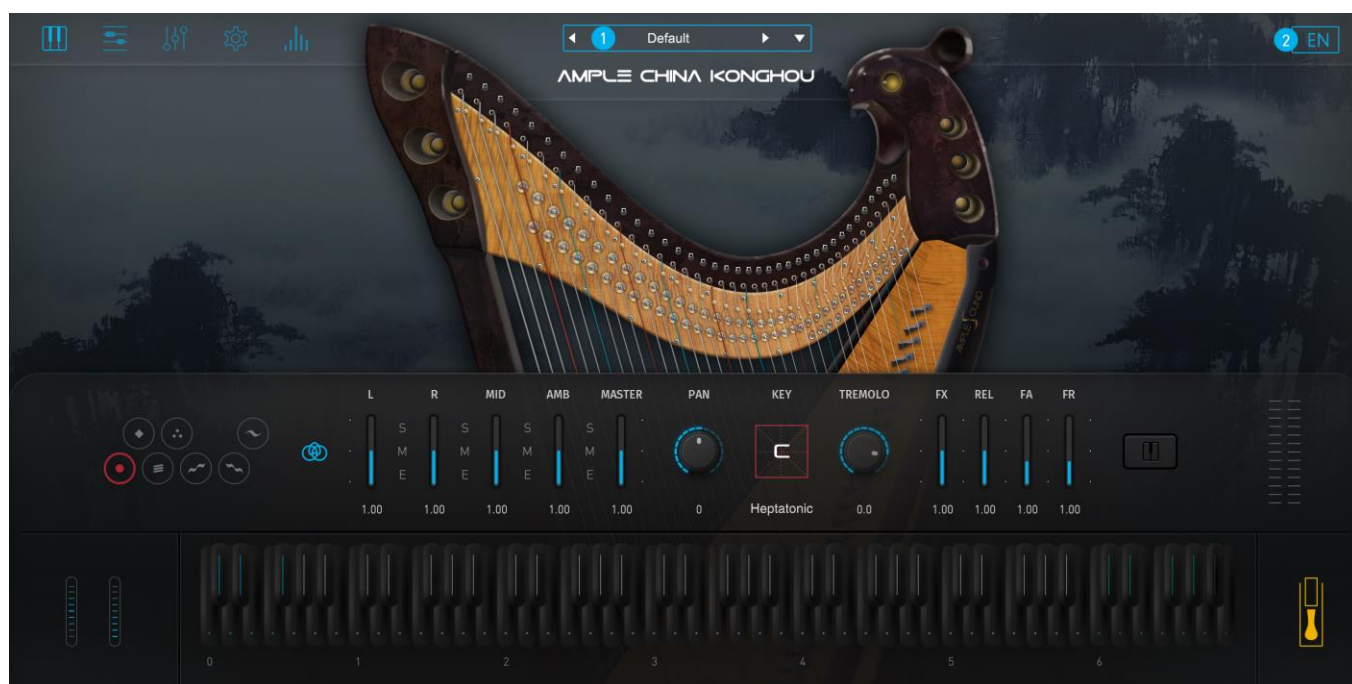 1 Default
2 EN
AMPLE CHINA KONGHOU
AMPLE SOUND
L R MID AMB MASTER PAN KEY TREMOLO FX REL FA FR
S S S S
M M M M
E E E E
C
1.00 1.00 1.00 1.00 1.00 0 Heptatonic 0.0 1.00 1.00 1.00 1.00
0 1 2 3 4 5 6